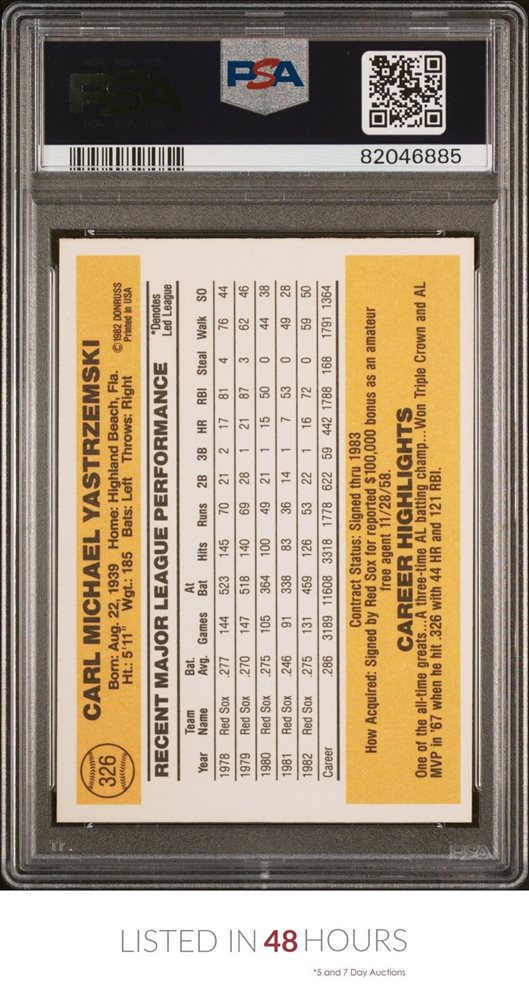 PSA
82046885
326
CARL MICHAEL YASTRZEMSKI
Born: Aug. 22, 1939 Home: Highland Beach, Fla.
Ht.: 5'11" Wgt.: 185 Bats: Left Throws: Right
©1982 DONRUSS
Printed in USA
RECENT MAJOR LEAGUE PERFORMANCE
*Denotes
Led League
Year Team Name Bat. Avg. Games At Bat Hits Runs 2B 3B HR RBI Steal Walk SO
1978 Red Sox .277 144 523 145 70 21 2 17 81 4 76 44
1979 Red Sox .270 147 518 140 69 28 1 21 87 3 62 46
1980 Red Sox .275 105 364 100 49 21 1 15 50 0 44 38
1981 Red Sox .246 91 338 83 36 14 1 7 53 0 49 28
1982 Red Sox .275 131 459 126 53 22 1 16 72 0 59 50
Career .286 3189 11608 3318 1778 622 59 442 1788 168 1791 1364
Contract Status: Signed thru 1983
How Acquired: Signed by Red Sox for reported $100,000 bonus as an amateur
free agent 11/28/58.
CAREER HIGHLIGHTS
One of the all-time greats...A three-time AL batting champ...Won Triple Crown and AL
MVP in '67 when he hit .326 with 44 HR and 121 RBI.
PSA
LISTED IN 48 HOURS
*5 and 7 Day Auctions